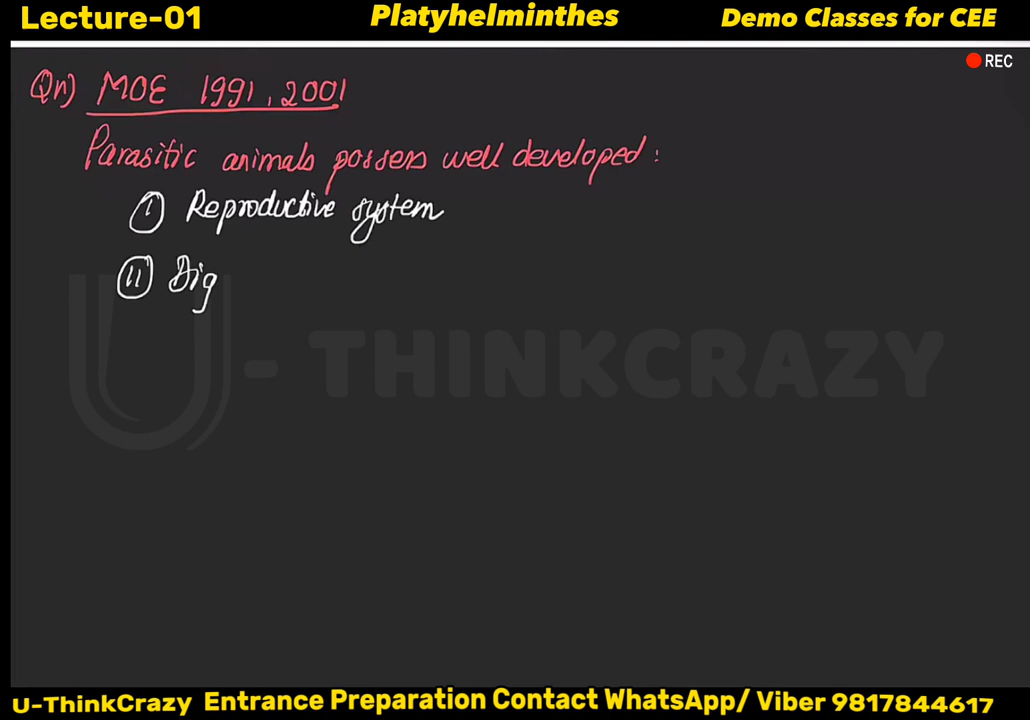 Lecture-01 Platyhelminthes Demo Classes for CEE
REC
Qn) MOE 1991, 2001
Parasitic animals possess well developed :
(i) Reproductive system
(ii) Dig
U - THINKCRAZY
U-ThinkCrazy Entrance Preparation Contact WhatsApp/ Viber 9817844617